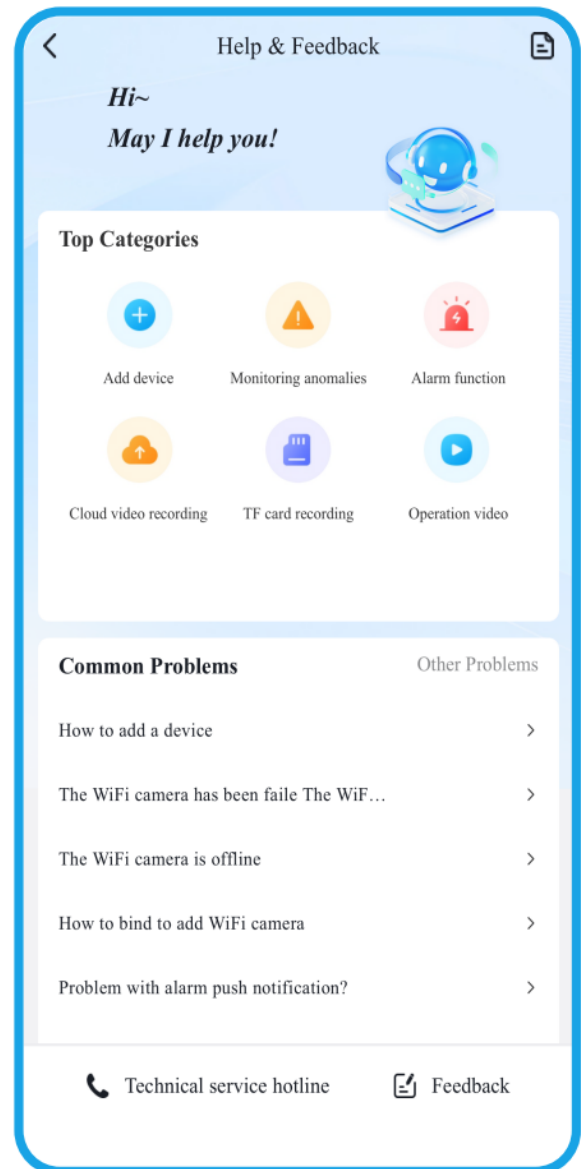 Help & Feedback
Hi~
May I help you!
Top Categories
Add device
Monitoring anomalies
Alarm function
Cloud video recording
TF card recording
Operation video
Common Problems
Other Problems
How to add a device
The WiFi camera has been faile The WiF...
The WiFi camera is offline
How to bind to add WiFi camera
Problem with alarm push notification?
Technical service hotline
Feedback